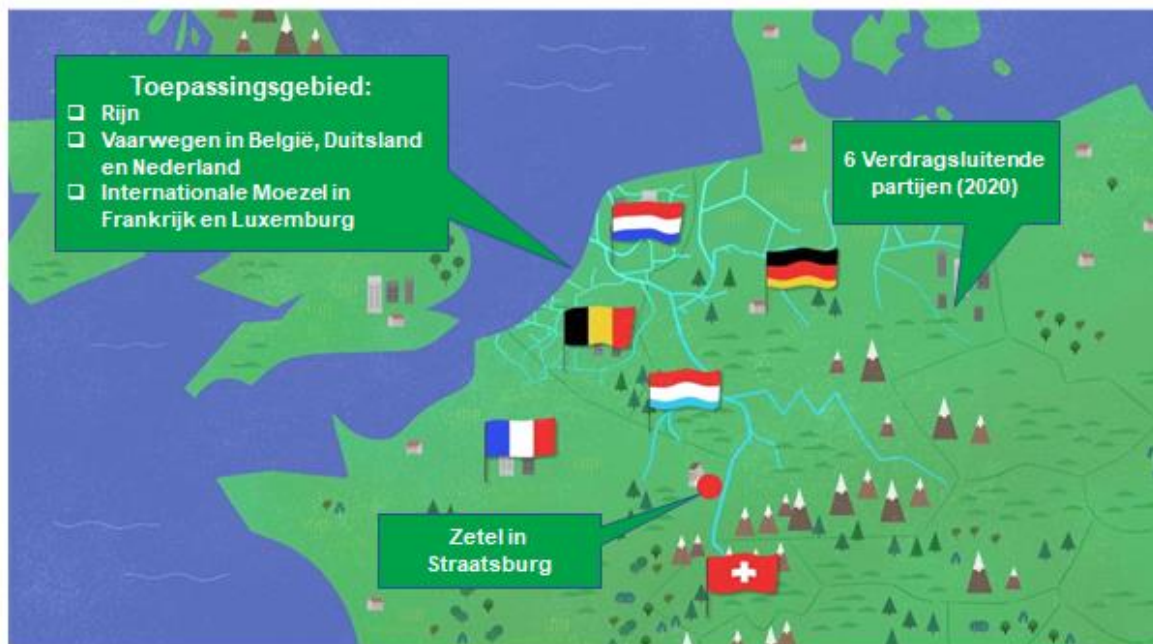 Toepassingsgebied:
❑ Rijn
❑ Vaarwegen in België, Duitsland
en Nederland
❑ Internationale Moezel in
Frankrijk en Luxemburg
6 Verdragsluitende
partijen (2020)
Zetel in
Straatsburg